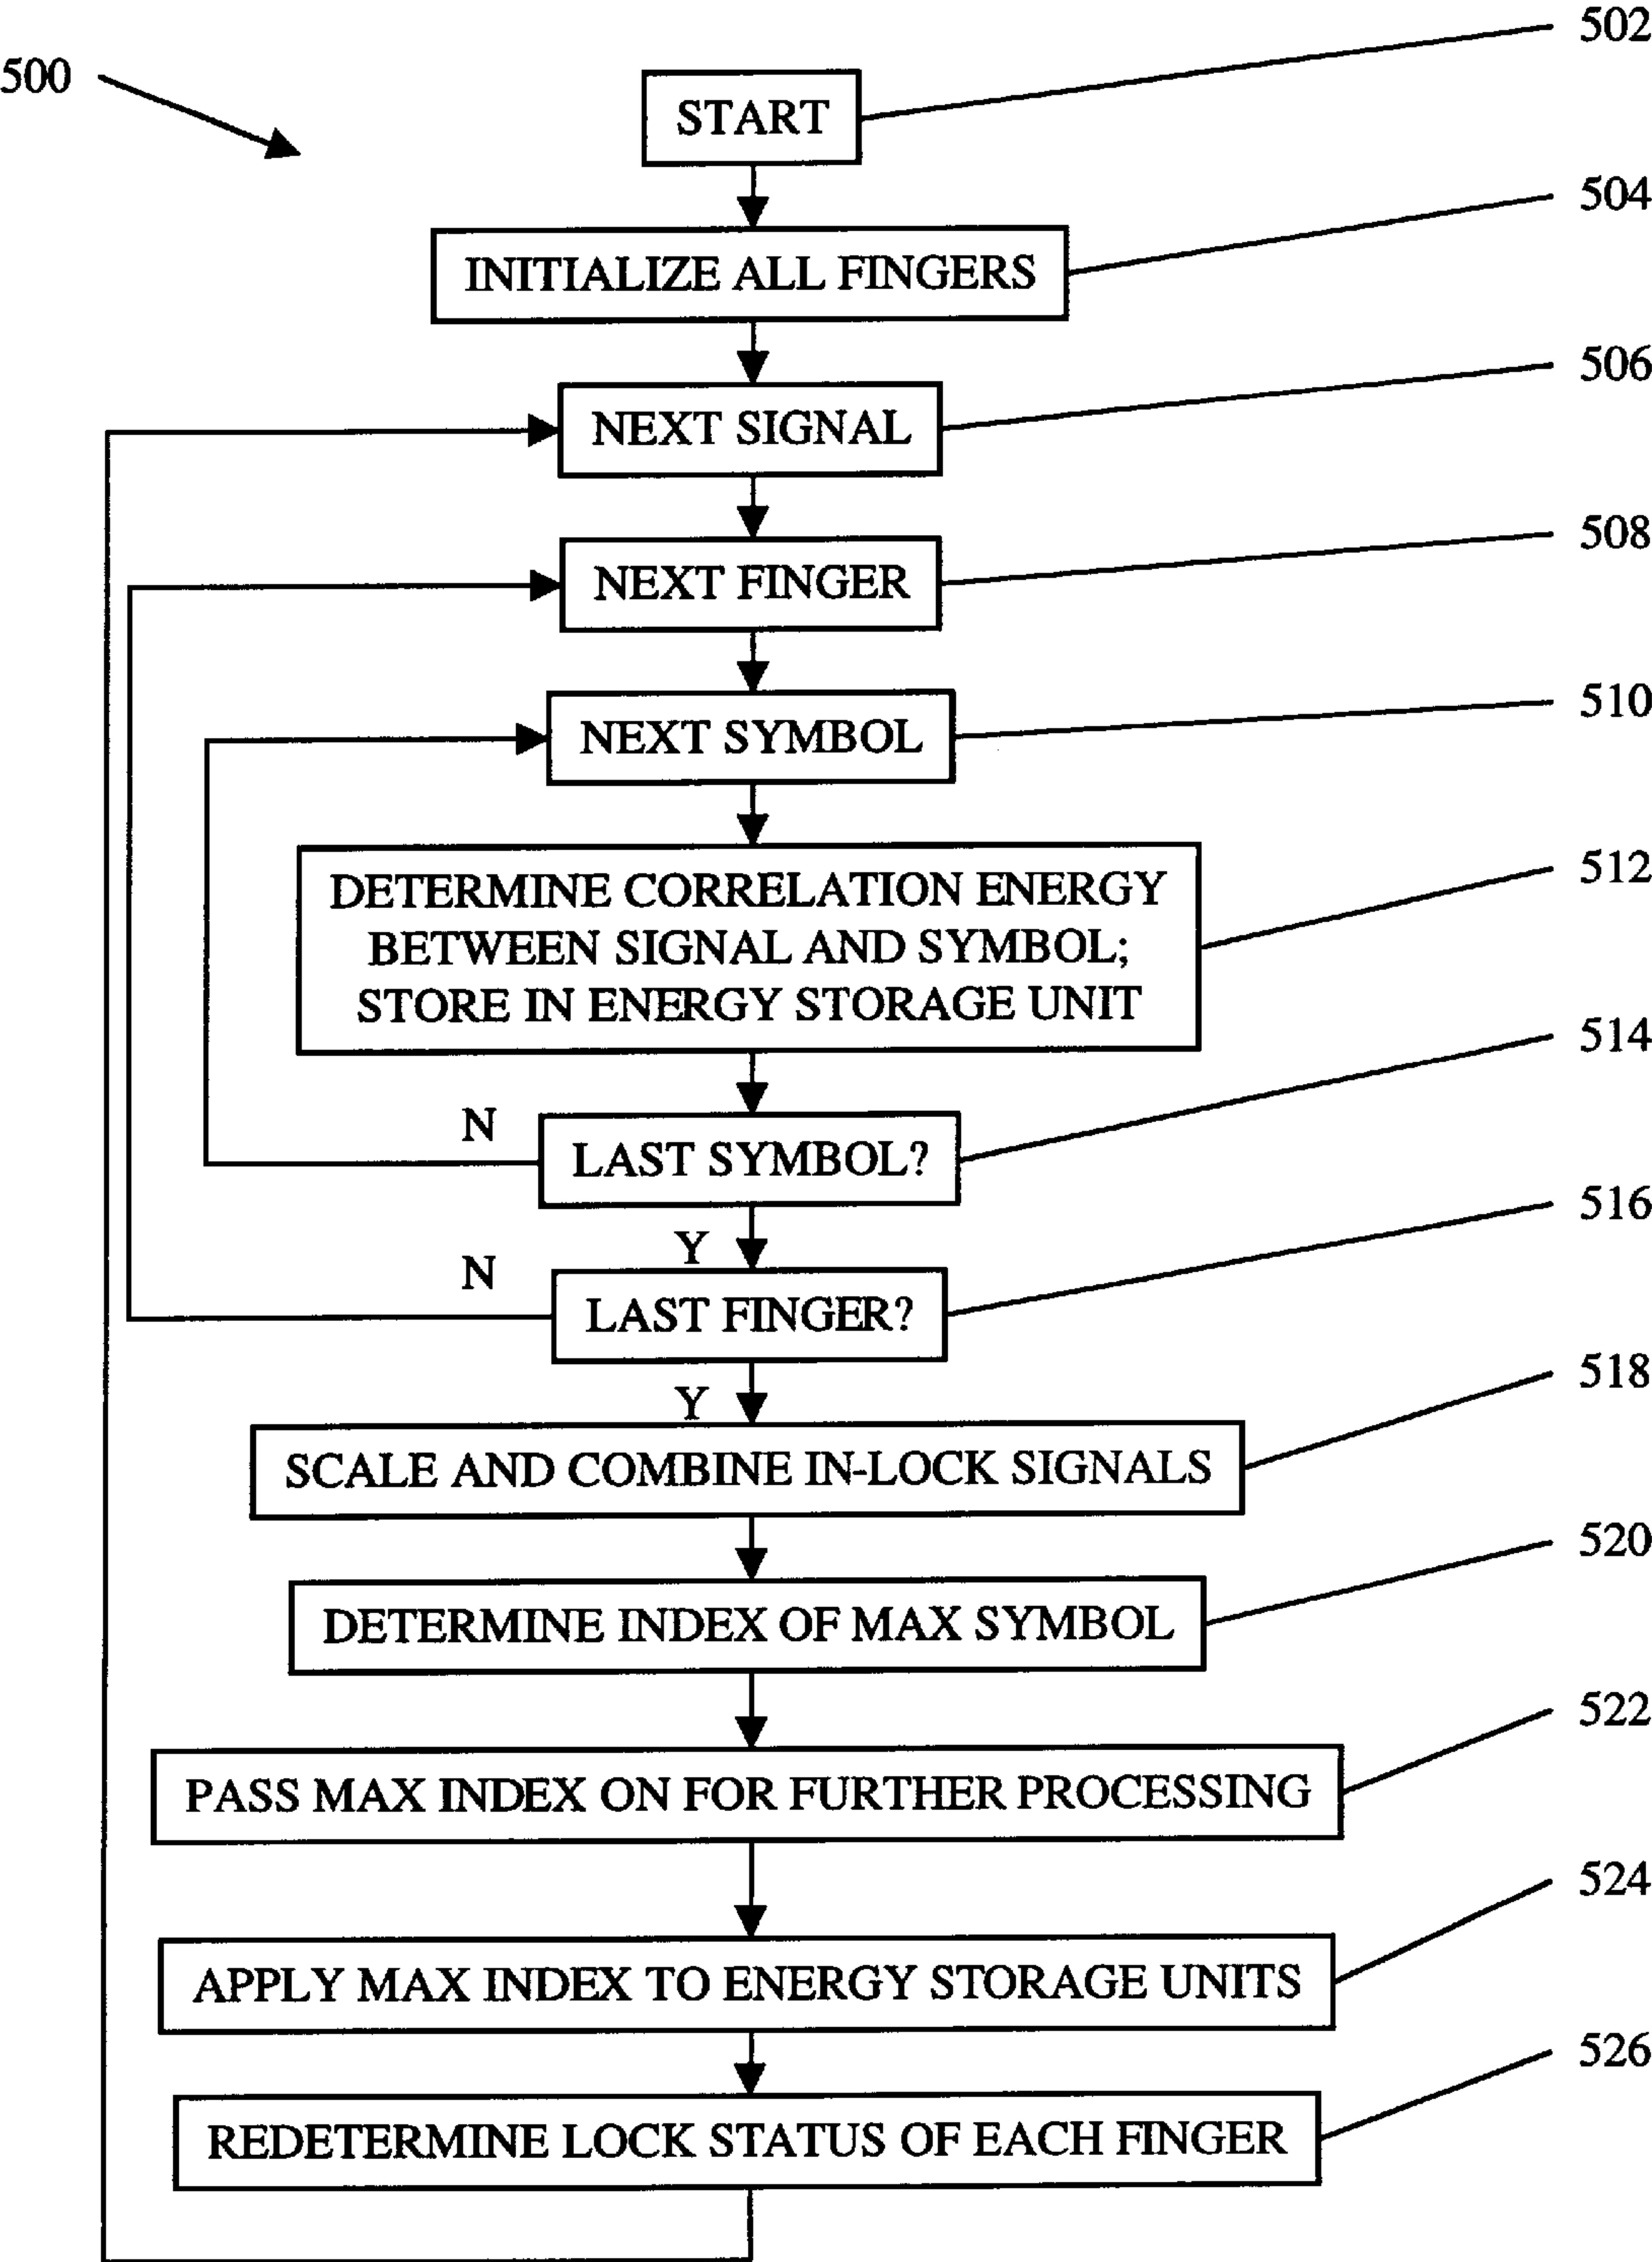 502
500
START
504
INITIALIZE ALL FINGERS
506
NEXT SIGNAL
508
NEXT FINGER
510
NEXT SYMBOL
512
DETERMINE CORRELATION ENERGY
BETWEEN SIGNAL AND SYMBOL;
STORE IN ENERGY STORAGE UNIT
514
N
LAST SYMBOL?
516
Y
N
LAST FINGER?
518
Y
SCALE AND COMBINE IN-LOCK SIGNALS
520
DETERMINE INDEX OF MAX SYMBOL
522
PASS MAX INDEX ON FOR FURTHER PROCESSING
524
APPLY MAX INDEX TO ENERGY STORAGE UNITS
526
REDETERMINE LOCK STATUS OF EACH FINGER